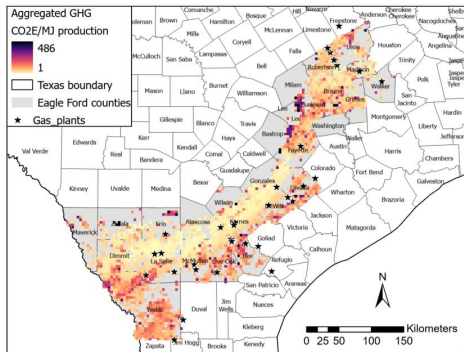 Aggregated GHG
CO2E/MJ production
486
1
Texas boundary
Eagle Ford counties
Gas_plants
Comanche
Hamilton
Bosque
Hill
Navarro
Freestone
Anderson
Cherokee
Cherokee
Nacogdoches
Brown
Mills
Coryell
McLennan
Limestone
Leon
Houston
Angelina
McCulloch
San Saba
Lampasas
Bell
Falls
Robertson
Madison
Trinity
Polk
Mason
Llano
Burnet
Williamson
Milam
Brazos
Grimes
Walker
San Jacinto
Burleson
Lee
Lee
Kimble
Gillespie
Blanco
Travis
Bastrop
Washington
Montgomery
Liberty
Kerr
Hays
Fayette
Waller
Austin
Harris
Val Verde
Edwards
Real
Kendall
Bandera
Comal
Caldwell
Colorado
Chambers
Guadalupe
Fort Bend
Galveston
Kinney
Uvalde
Medina
Bexar
Wilson
Gonzales
Wharton
Brazoria
Jackson
Maverick
Zavala
Frio
Atascosa
Karnes
Victoria
Matagorda
Dimmit
Goliad
Calhoun
La Salle
McMullen
Live Oak
Bee
Refugio
San Patricio
Aransas
Webb
Duval
Jim
Wells
Nueces
N
Kleberg
Zapata
Jim Hogg
Brooks
Kenedy
0 25 50 100 150
Kilometers